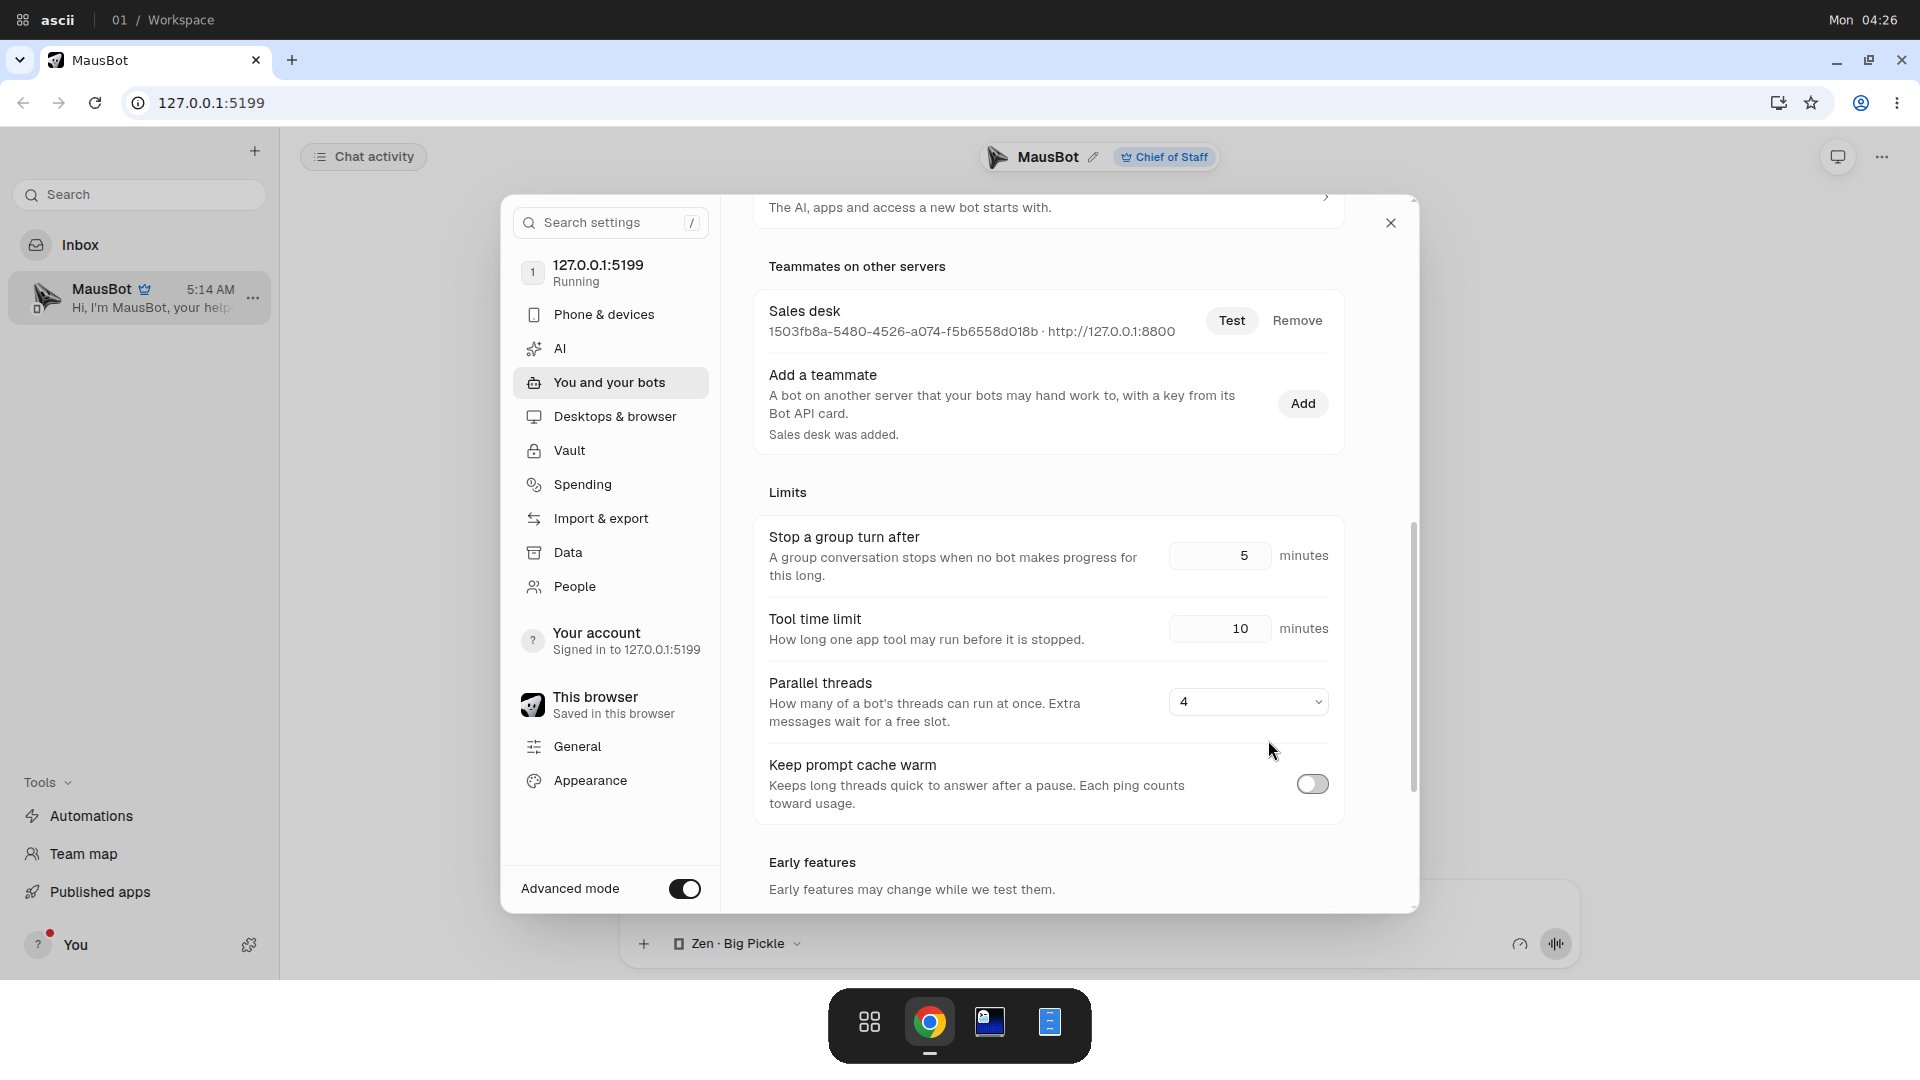 ascii
01 / Workspace
Mon 04:26
MausBot
127.0.0.1:5199
Chat activity
MausBot
Chief of Staff
Search
Inbox
MausBot
5:14 AM
Hi, I'm MausBot, your help
Tools
Automations
Team map
Published apps
? You
Search settings /
1
127.0.0.1:5199
Running
Phone & devices
AI
You and your bots
Desktops & browser
Vault
Spending
Import & export
Data
People
?
Your account
Signed in to 127.0.0.1:5199
This browser
Saved in this browser
General
Appearance
Advanced mode
The AI, apps and access a new bot starts with.
Teammates on other servers
Sales desk
1503fb8a-5480-4526-a074-f5b6558d018b · http://127.0.0.1:8800
Test
Remove
Add a teammate
A bot on another server that your bots may hand work to, with a key from its
Bot API card.
Sales desk was added.
Add
Limits
Stop a group turn after
A group conversation stops when no bot makes progress for
this long.
5 minutes
Tool time limit
How long one app tool may run before it is stopped.
10 minutes
Parallel threads
How many of a bot's threads can run at once. Extra
messages wait for a free slot.
4
Keep prompt cache warm
Keeps long threads quick to answer after a pause. Each ping counts
toward usage.
Early features
Early features may change while we test them.
Zen · Big Pickle